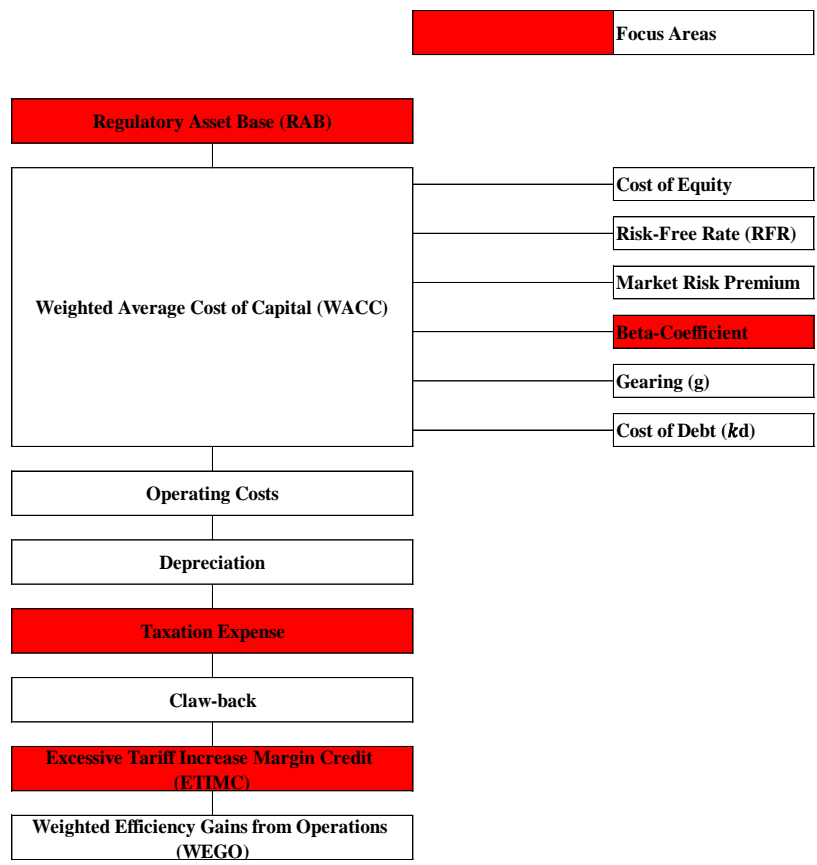 Focus Areas
Regulatory Asset Base (RAB)
Weighted Average Cost of Capital (WACC)
Cost of Equity
Risk-Free Rate (RFR)
Market Risk Premium
Beta-Coefficient
Gearing (g)
Cost of Debt (kd)
Operating Costs
Depreciation
Taxation Expense
Claw-back
Excessive Tariff Increase Margin Credit
(ETIMC)
Weighted Efficiency Gains from Operations
(WEGO)